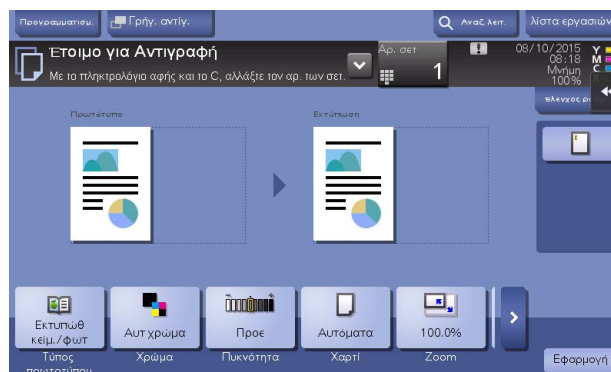 Προγραμματισμ.
Γρήγ. αντίγ.
Αναζ. λειτ.
λίστα εργασιών
Έτοιμο για Αντιγραφή
Με το πληκτρολόγιο αφής και το C, αλλάξτε τον αρ. των σετ.
Αρ. σετ
1
08/10/2015
08:18
Μνήμη
100%
Y
M
C
K
Πρωτότυπο
Εκτύπωση
Εκτυπώθ
κείμ./φωτ
Αυτ χρώμα
Προε
Αυτόματα
100.0%
Τύπος
πρωτοτύπου
Χρώμα
Πυκνότητα
Χαρτί
Zoom
Εφαρμογή